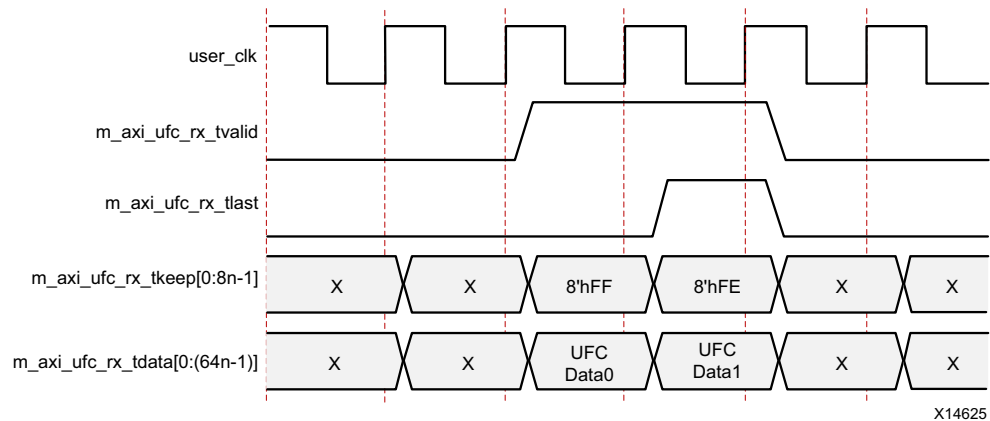 user_clk
m_axi_ufc_rx_tvalid
m_axi_ufc_rx_tlast
m_axi_ufc_rx_tkeep[0:8n-1]
X X 8'hFF 8'hFE X X
m_axi_ufc_rx_tdata[0:(64n-1)]
X X UFC Data0 UFC Data1 X X
X14625